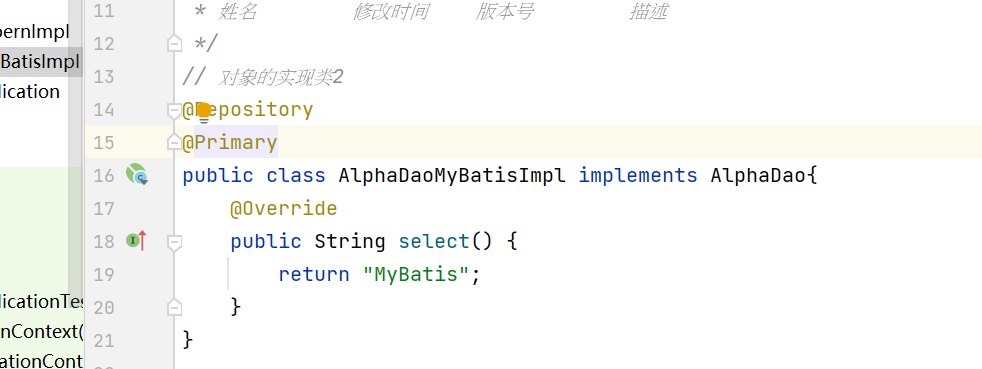 pernImpl
BatisImpl
lication
licationTes
nContext(
ationCont
11 * 姓名 修改时间 版本号 描述
12 */
13 // 对象的实现类2
14 @Repository
15 @Primary
16 public class AlphaDaoMyBatisImpl implements AlphaDao{
17 @Override
18 public String select() {
19 return "MyBatis";
20 }
21 }